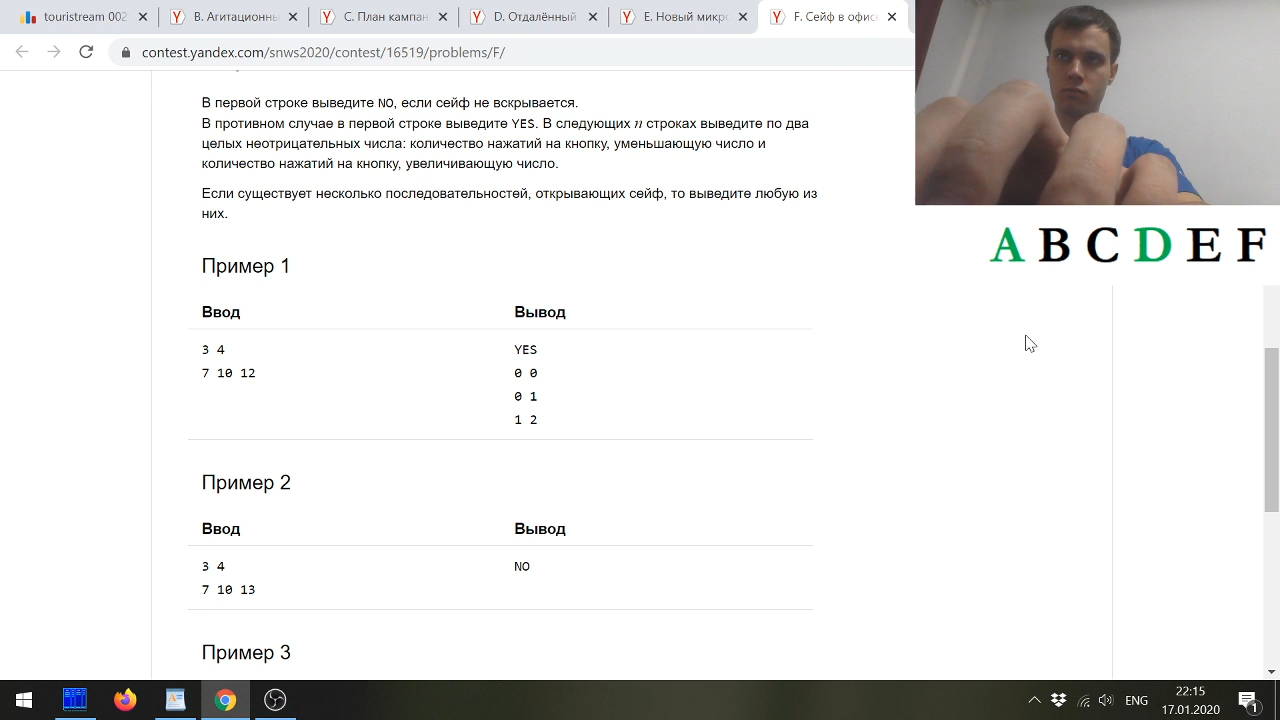 touristream 002
B. Агитационнь
C. План кампан
D. Отдалённый
E. Новый микр
F. Сейф в офис
contest.yandex.com/snws2020/contest/16519/problems/F/
В первой строке выведите NO, если сейф не вскрывается.
В противном случае в первой строке выведите YES. В следующих n строках выведите по два
целых неотрицательных числа: количество нажатий на кнопку, уменьшающую число и
количество нажатий на кнопку, увеличивающую число.
Если существует несколько последовательностей, открывающих сейф, то выведите любую из
них.
A B C D E F
Пример 1
Ввод Вывод
3 4 YES
7 10 12 0 0
0 1
1 2
Пример 2
Ввод Вывод
3 4 NO
7 10 13
Пример 3
ENG
22:15
17.01.2020
1